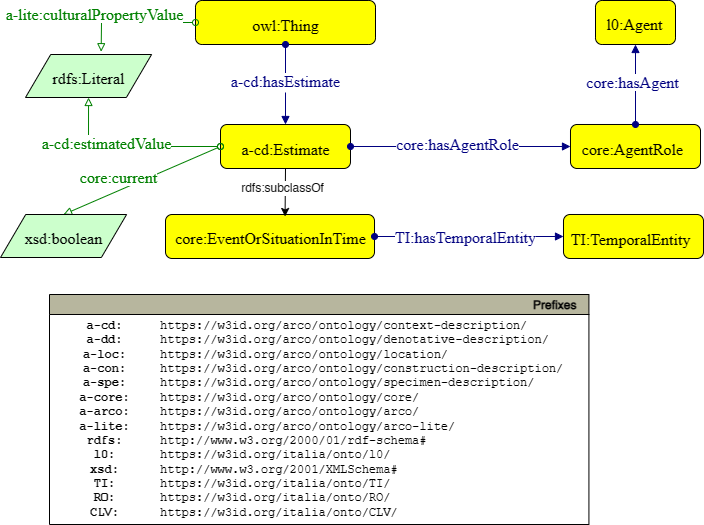 a-lite:culturalPropertyValue
owl:Thing
l0:Agent
rdfs:Literal
a-cd:hasEstimate
core:hasAgent
a-cd:estimatedValue
a-cd:Estimate
core:hasAgentRole
core:AgentRole
core:current
rdfs:subclassOf
xsd:boolean
core:EventOrSituationInTime
TI:hasTemporalEntity
TI:TemporalEntity
Prefixes
a-cd: https://w3id.org/arco/ontology/context-description/
a-dd: https://w3id.org/arco/ontology/denotative-description/
a-loc: https://w3id.org/arco/ontology/location/
a-con: https://w3id.org/arco/ontology/construction-description/
a-spe: https://w3id.org/arco/ontology/specimen-description/
a-core: https://w3id.org/arco/ontology/core/
a-arco: https://w3id.org/arco/ontology/arco/
a-lite: https://w3id.org/arco/ontology/arco-lite/
rdfs: http://www.w3.org/2000/01/rdf-schema#
l0: https://w3id.org/italia/onto/l0/
xsd: http://www.w3.org/2001/XMLSchema#
TI: https://w3id.org/italia/onto/TI/
RO: https://w3id.org/italia/onto/RO/
CLV: https://w3id.org/italia/onto/CLV/